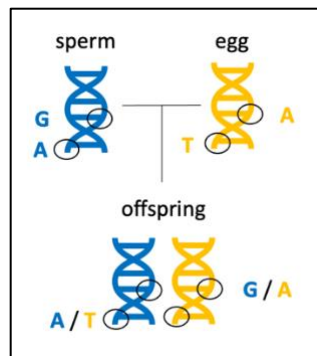 sperm egg
G A
A T
offspring
G / A
A / T